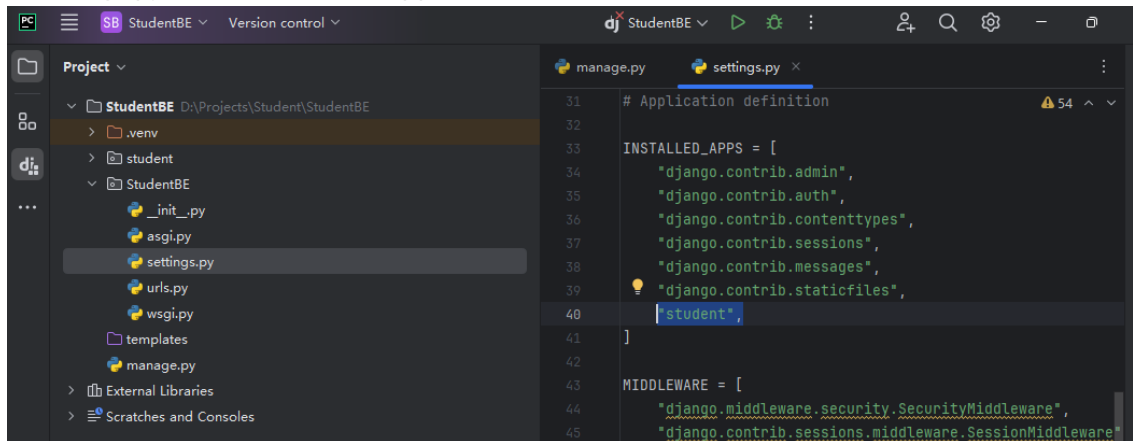 PC SB StudentBE Version control dj StudentBE
Project
StudentBE D:\Projects\Student\StudentBE
.venv
student
StudentBE
__init__.py
asgi.py
settings.py
urls.py
wsgi.py
templates
manage.py
External Libraries
Scratches and Consoles
dj
manage.py settings.py
54
31 # Application definition
32
33 INSTALLED_APPS = [
34 "django.contrib.admin",
35 "django.contrib.auth",
36 "django.contrib.contenttypes",
37 "django.contrib.sessions",
38 "django.contrib.messages",
39 "django.contrib.staticfiles",
40 "student",
41 ]
42
43 MIDDLEWARE = [
44 "django.middleware.security.SecurityMiddleware",
45 "django.contrib.sessions.middleware.SessionMiddleware"